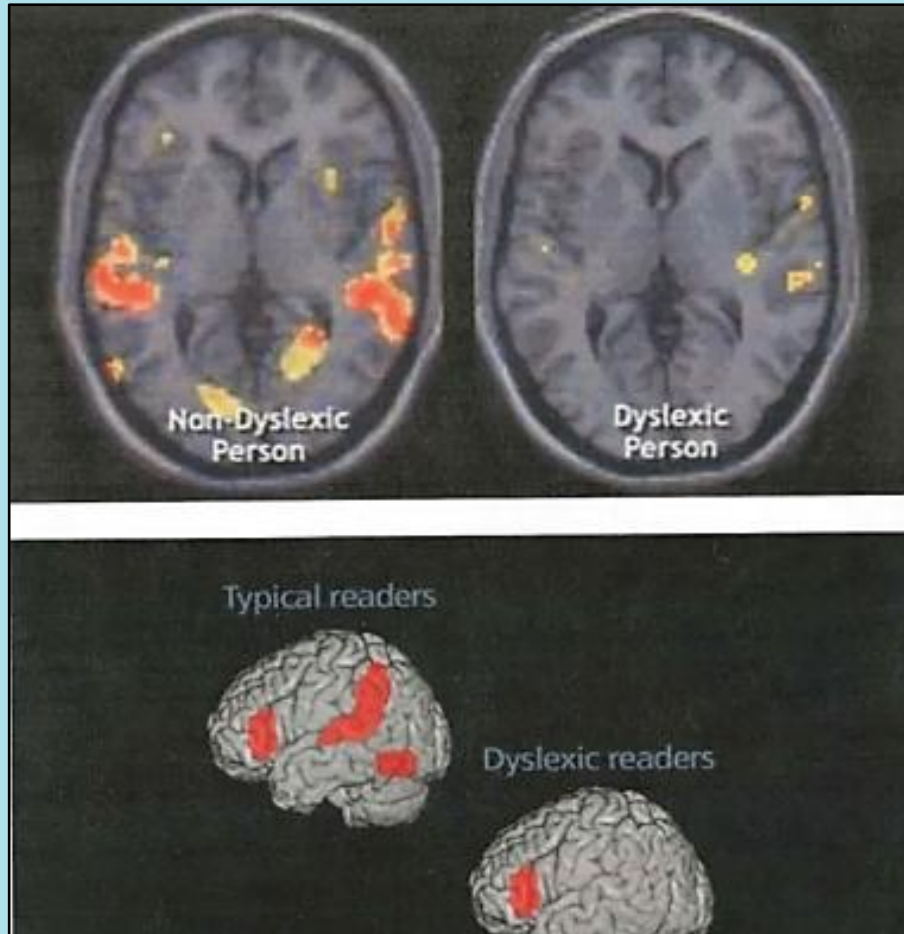 Non-Dyslexic
Person
Dyslexic
Person
Typical readers
Dyslexic readers